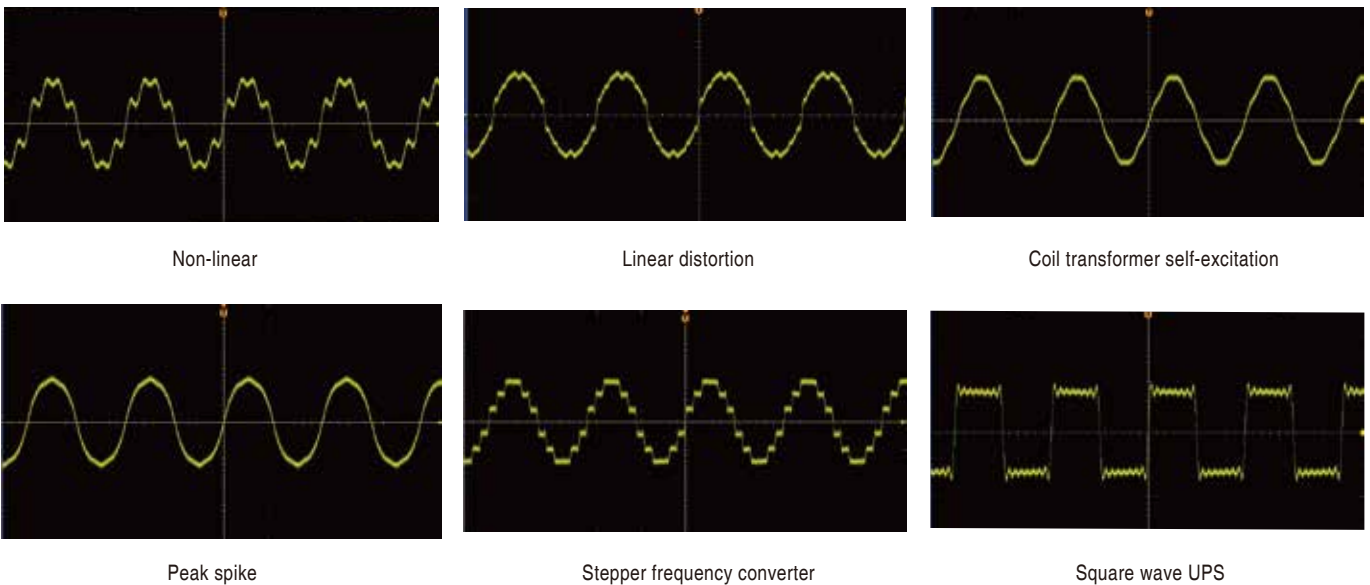 Non-linear
Linear distortion
Coil transformer self-excitation
Peak spike
Stepper frequency converter
Square wave UPS